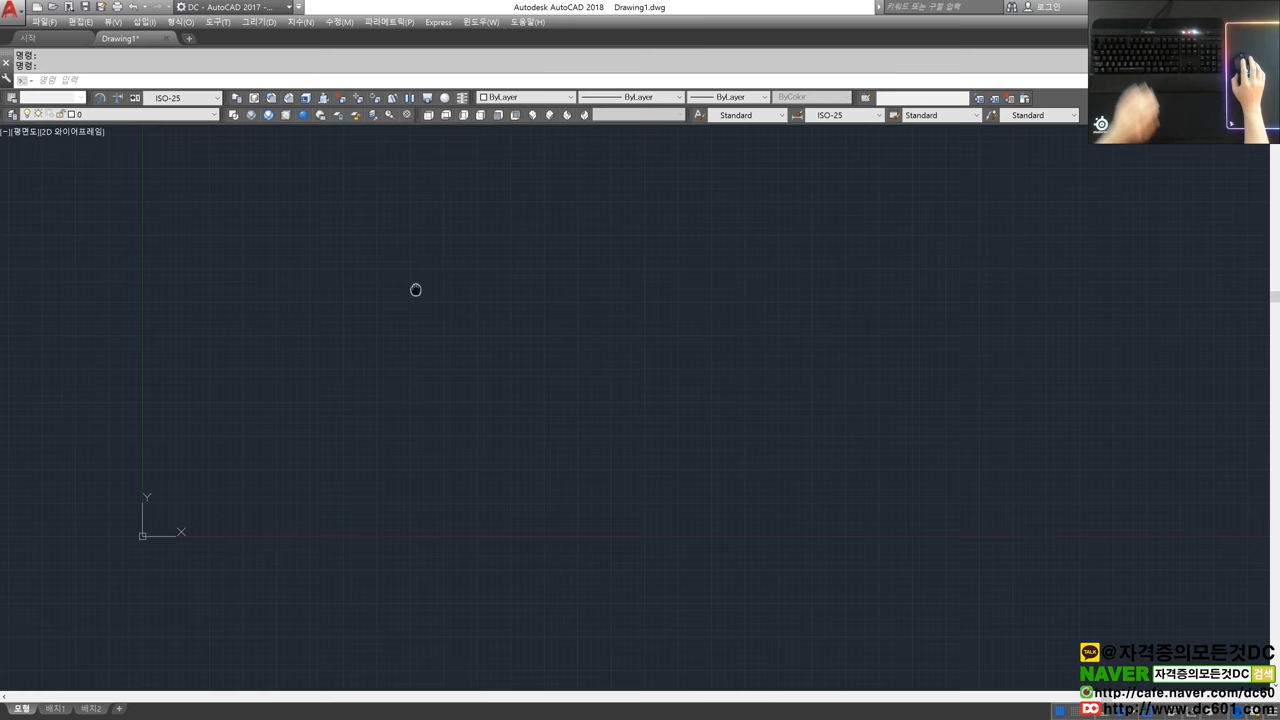 DC - AutoCAD 2017 - Autodesk AutoCAD 2018 Drawing1.dwg 키워드 또는 구절 입력 로그인
파일(F) 편집(E) 뷰(V) 삽입(I) 형식(O) 도구(T) 그리기(D) 치수(N) 수정(M) 파라메트릭(P) Express 윈도우(W) 도움말(H)
시작 Drawing1*
명령:
명령:
명령 입력
ISO-25 ByLayer ByLayer ByLayer ByColor
0 Standard ISO-25 Standard Standard
[−][평면도][2D 와이어프레임]
Y
X
TALK @자격증의모든것DC
NAVER 자격증의모든것DC 검색
http://cafe.naver.com/dc60
DC http://www.dc601.com
모형 배치1 배치2